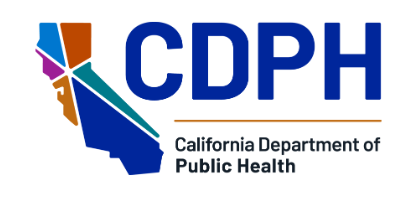 CDPH
California Department of
Public Health